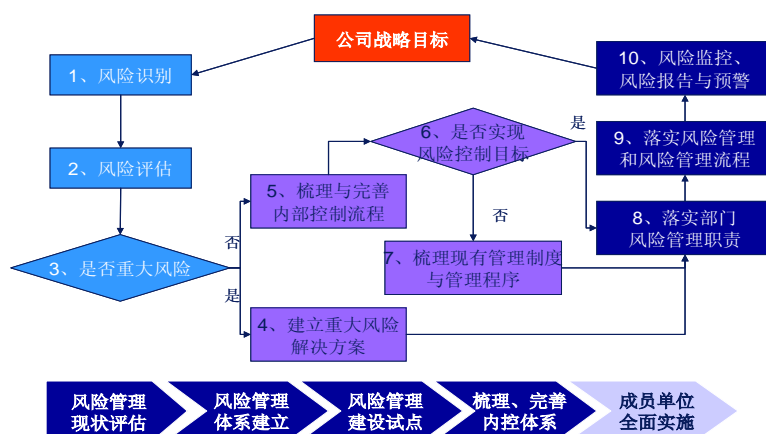 公司战略目标
1、风险识别
2、风险评估
3、是否重大风险
否
是
4、建立重大风险
解决方案
5、梳理与完善
内部控制流程
6、是否实现
风险控制目标
是
否
7、梳理现有管理制度
与管理程序
8、落实部门
风险管理职责
9、落实风险管理
和风险管理流程
10、风险监控、
风险报告与预警
风险管理
现状评估
风险管理
体系建立
风险管理
建设试点
梳理、完善
内控体系
成员单位
全面实施